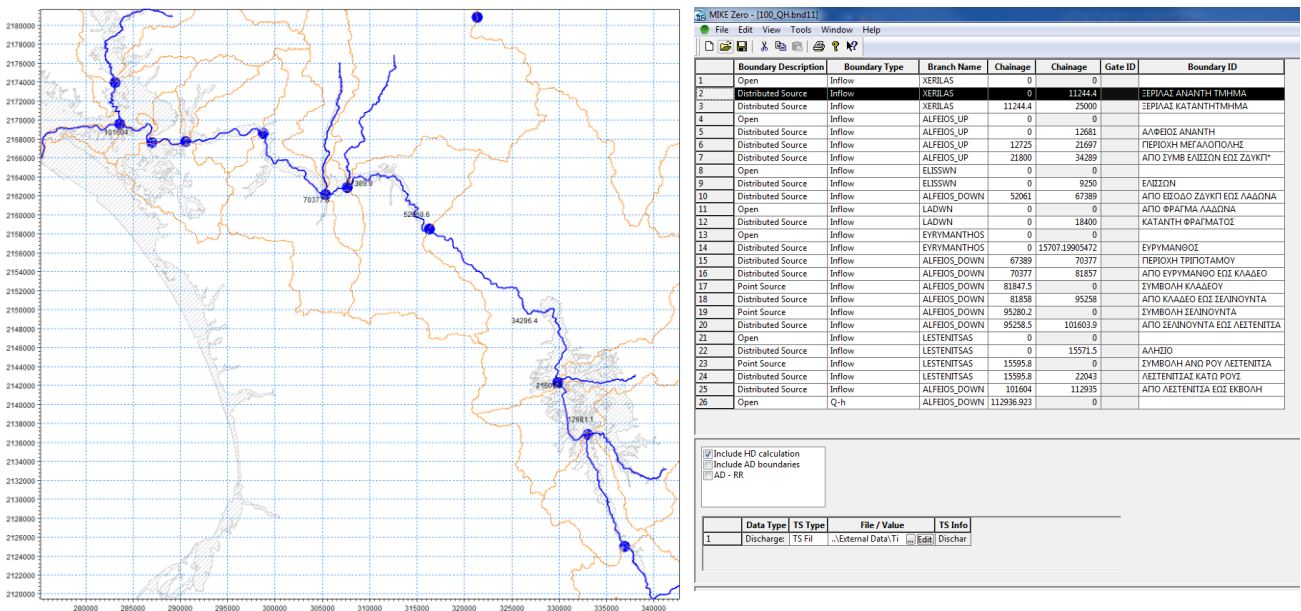 2180000
2178000
2176000
2174000
2172000
2170000
2168000
2166000
2164000
2162000
2160000
2158000
2156000
2154000
2152000
2150000
2148000
2146000
2144000
2142000
2140000
2138000
2136000
2134000
2132000
2130000
2128000
2126000
2124000
2122000
2120000
280000 285000 290000 295000 300000 305000 310000 315000 320000 325000 330000 335000 340000
101604
34296.4
12681.1
MIKE Zero - [100_QH.bnd11]
File Edit View Tools Window Help
Boundary Description Boundary Type Branch Name Chainage Chainage Gate ID Boundary ID
1 Open Inflow XERILAS 0 0
2 Distributed Source Inflow XERILAS 0 11244.4 ΞΕΡΙΛΑΣ ΑΝΑΝΤΗ ΤΜΗΜΑ
3 Distributed Source Inflow XERILAS 11244.4 25000 ΞΕΡΙΛΑΣ ΚΑΤΑΝΤΗΤΜΗΜΑ
4 Open Inflow ALFEIOS_UP 0 0
5 Distributed Source Inflow ALFEIOS_UP 0 12681 ΑΛΦΕΙΟΣ ΑΝΑΝΤΗ
6 Distributed Source Inflow ALFEIOS_UP 12725 21697 ΠΕΡΙΟΧΗ ΜΕΓΑΛΟΠΟΛΗΣ
7 Distributed Source Inflow ALFEIOS_UP 21800 34289 ΑΠΟ ΣΥΜΒ ΕΛΙΣΣΩΝ ΕΩΣ ΖΔΥΚΠ*
8 Open Inflow ELISSWN 0 0
9 Distributed Source Inflow ELISSWN 0 9250 ΕΛΙΣΣΩΝ
10 Distributed Source Inflow ALFEIOS_DOWN 52061 67389 ΑΠΟ ΕΙΣΟΔΟ ΖΔΥΚΠ ΕΩΣ ΛΑΔΩΝΑ
11 Open Inflow LADWN 0 0 ΑΠΟ ΦΡΑΓΜΑ ΛΑΔΩΝΑ
12 Distributed Source Inflow LADWN 0 18400 ΚΑΤΑΝΤΗ ΦΡΑΓΜΑΤΟΣ
13 Open Inflow EYRYMANTHOS 0 0
14 Distributed Source Inflow EYRYMANTHOS 0 15707.19905472 ΕΥΡΥΜΑΝΘΟΣ
15 Distributed Source Inflow ALFEIOS_DOWN 67389 70377 ΠΕΡΙΟΧΗ ΤΡΙΠΟΤΑΜΟΥ
16 Distributed Source Inflow ALFEIOS_DOWN 70377 81857 ΑΠΟ ΕΥΡΥΜΑΝΘΟ ΕΩΣ ΚΛΑΔΕΟ
17 Point Source Inflow ALFEIOS_DOWN 81847.5 0 ΣΥΜΒΟΛΗ ΚΛΑΔΕΟΥ
18 Distributed Source Inflow ALFEIOS_DOWN 81858 95258 ΑΠΟ ΚΛΑΔΕΟ ΕΩΣ ΣΕΛΙΝΟΥΝΤΑ
19 Point Source Inflow ALFEIOS_DOWN 95280.2 0 ΣΥΜΒΟΛΗ ΣΕΛΙΝΟΥΝΤΑ
20 Distributed Source Inflow ALFEIOS_DOWN 95258.5 101603.9 ΑΠΟ ΣΕΛΙΝΟΥΝΤΑ ΕΩΣ ΛΕΣΤΕΝΙΤΣΑ
21 Open Inflow LESTENITSAS 0 0
22 Distributed Source Inflow LESTENITSAS 0 15571.5 ΑΛΗΣΙΟ
23 Point Source Inflow LESTENITSAS 15595.8 0 ΣΥΜΒΟΛΗ ΑΝΩ ΡΟΥ ΛΕΣΤΕΝΙΤΣΑ
24 Distributed Source Inflow LESTENITSAS 15595.8 22043 ΛΕΣΤΕΝΙΤΣΑΣ ΚΑΤΩ ΡΟΥΣ
25 Distributed Source Inflow ALFEIOS_DOWN 101604 112935 ΑΠΟ ΛΕΣΤΕΝΙΤΣΑ ΕΩΣ ΕΚΒΟΛΗ
26 Open Q-h ALFEIOS_DOWN 112936.923 0
Include HD calculation
Include AD boundaries
AD - RR
Data Type TS Type File / Value TS Info
1 Discharge: TS Fil ..\External Data\Ti ... Edit Dischar